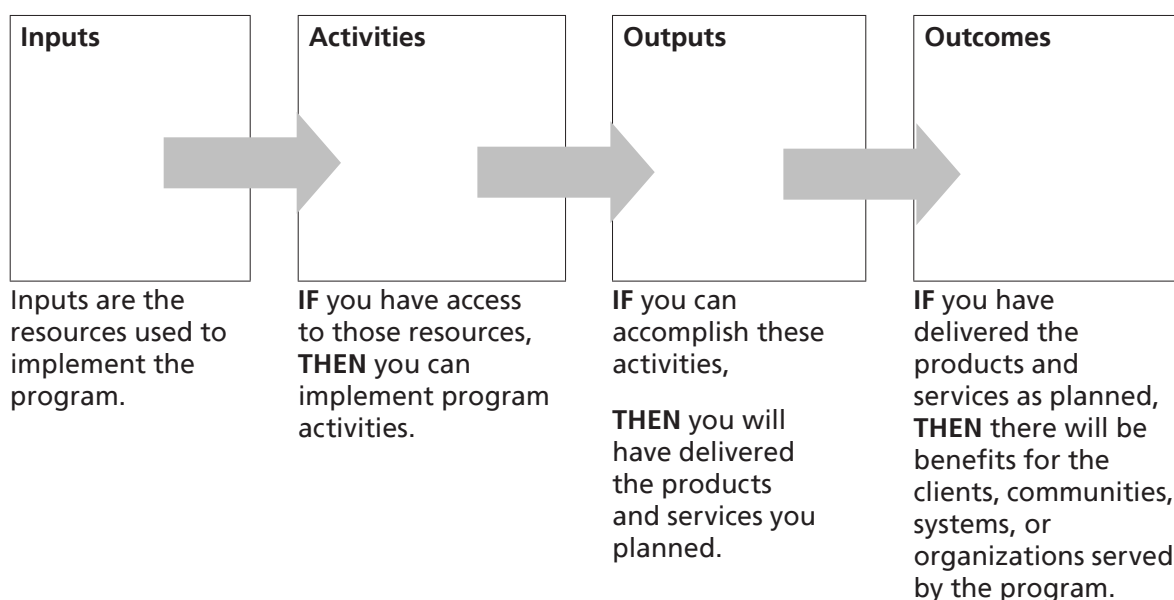 Inputs
Activities
Outputs
Outcomes
Inputs are the
resources used to
implement the
program.
IF you have access
to those resources,
THEN you can
implement program
activities.
IF you can
accomplish these
activities,
THEN you will
have delivered
the products
and services you
planned.
IF you have
delivered the
products and
services as planned,
THEN there will be
benefits for the
clients, communities,
systems, or
organizations served
by the program.